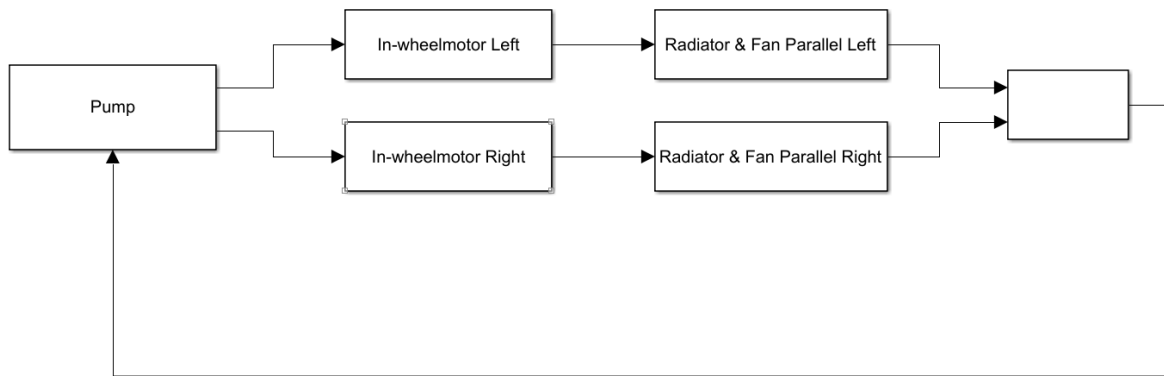 In-wheelmotor Left
Radiator & Fan Parallel Left
Pump
In-wheelmotor Right
Radiator & Fan Parallel Right